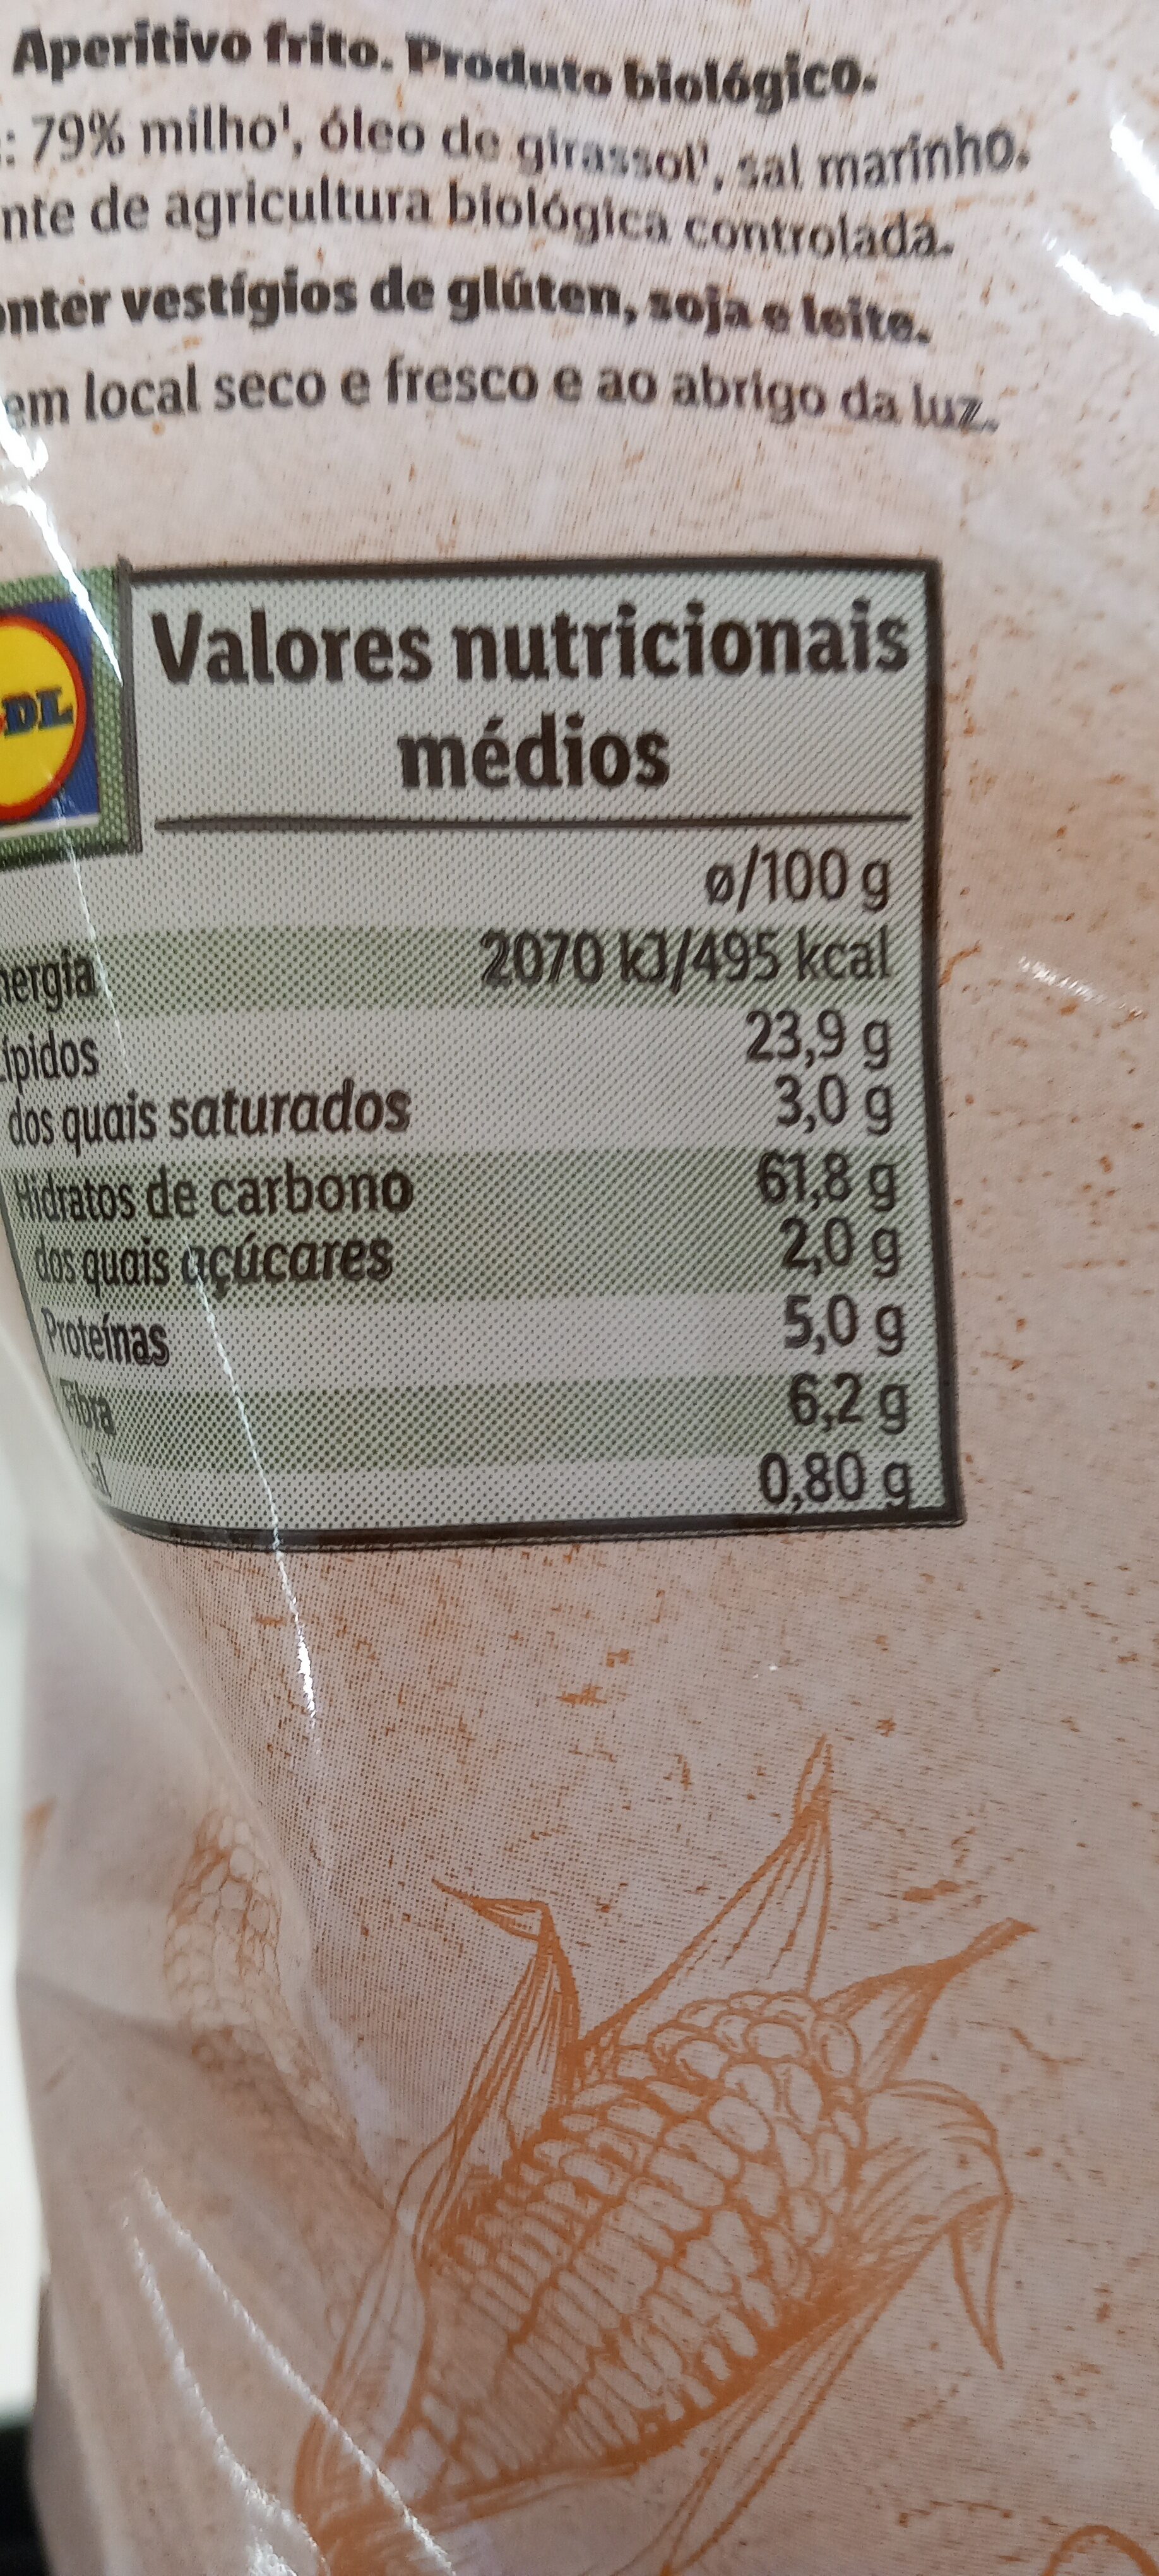 Aperitivo frito. Produto biológico.
: 79% milho¹, óleo de girassol¹, sal marinho.
nte de agricultura biológica controlada.
onter vestígios de glúten, soja e leite.
em local seco e fresco e ao abrigo da luz.
DL
Valores nutricionais
médios
ø/100 g
nergia 2070 kJ/495 kcal
Lípidos 23,9 g
dos quais saturados 3,0 g
Hidratos de carbono 61,8 g
dos quais açúcares 2,0 g
Proteínas 5,0 g
Fibra 6,2 g
0,80 g